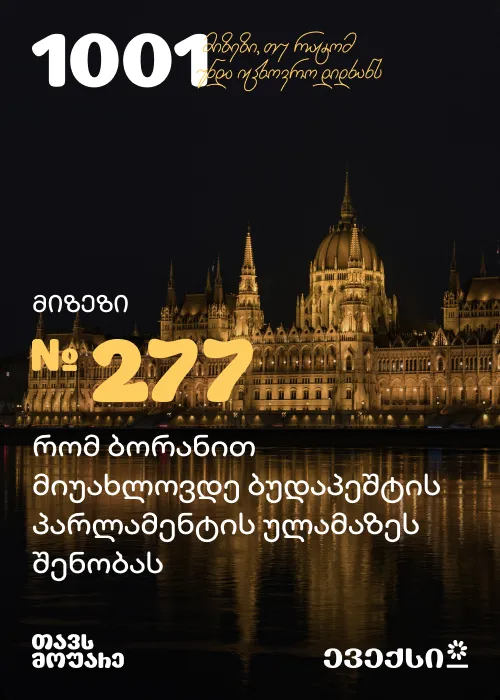 1001 მიზეზი, თუ რატომ
უნდა იცხოვრო დიდხანს
მიზეზი
№ 277
რომ ბორანით
მიუახლოვდე ბუდაპეშტის
პარლამენტის ულამაზეს
შენობას
თავს
მოუარე
ევექსი